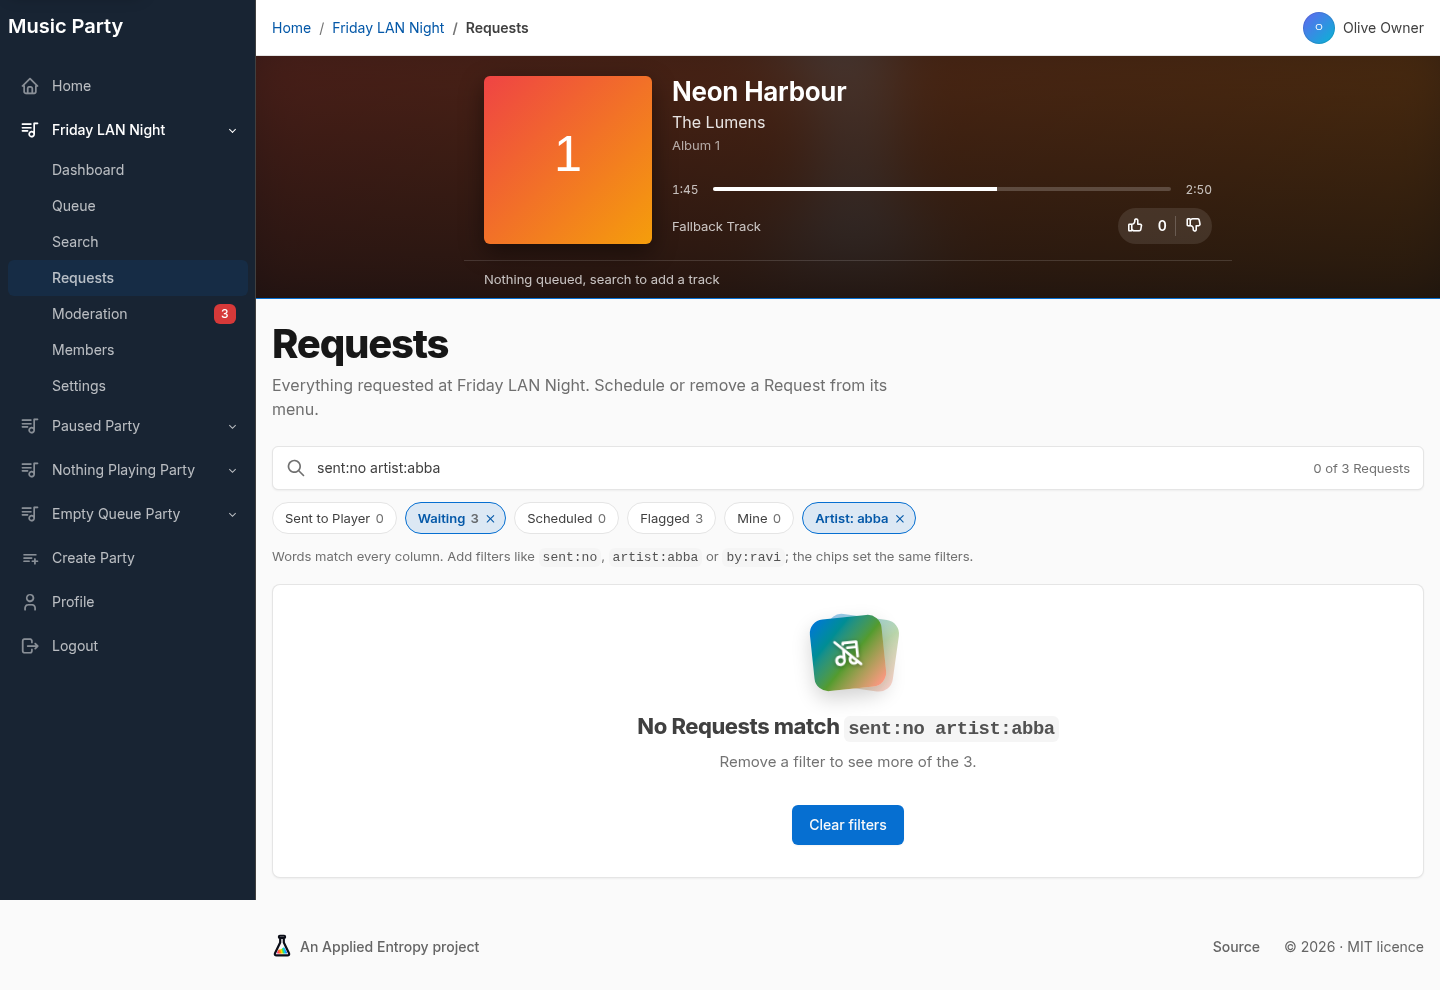 Music Party
Home
Friday LAN Night
Dashboard
Queue
Search
Requests
Moderation 3
Members
Settings
Paused Party
Nothing Playing Party
Empty Queue Party
Create Party
Profile
Logout
Home / Friday LAN Night / Requests
O Olive Owner
1
Neon Harbour
The Lumens
Album 1
1:45 2:50
Fallback Track 0
Nothing queued, search to add a track
Requests
Everything requested at Friday LAN Night. Schedule or remove a Request from its
menu.
sent:no artist:abba 0 of 3 Requests
Sent to Player 0 Waiting 3 × Scheduled 0 Flagged 3 Mine 0 Artist: abba ×
Words match every column. Add filters like sent:no, artist:abba or by:ravi; the chips set the same filters.
No Requests match sent:no artist:abba
Remove a filter to see more of the 3.
Clear filters
An Applied Entropy project Source © 2026 · MIT licence